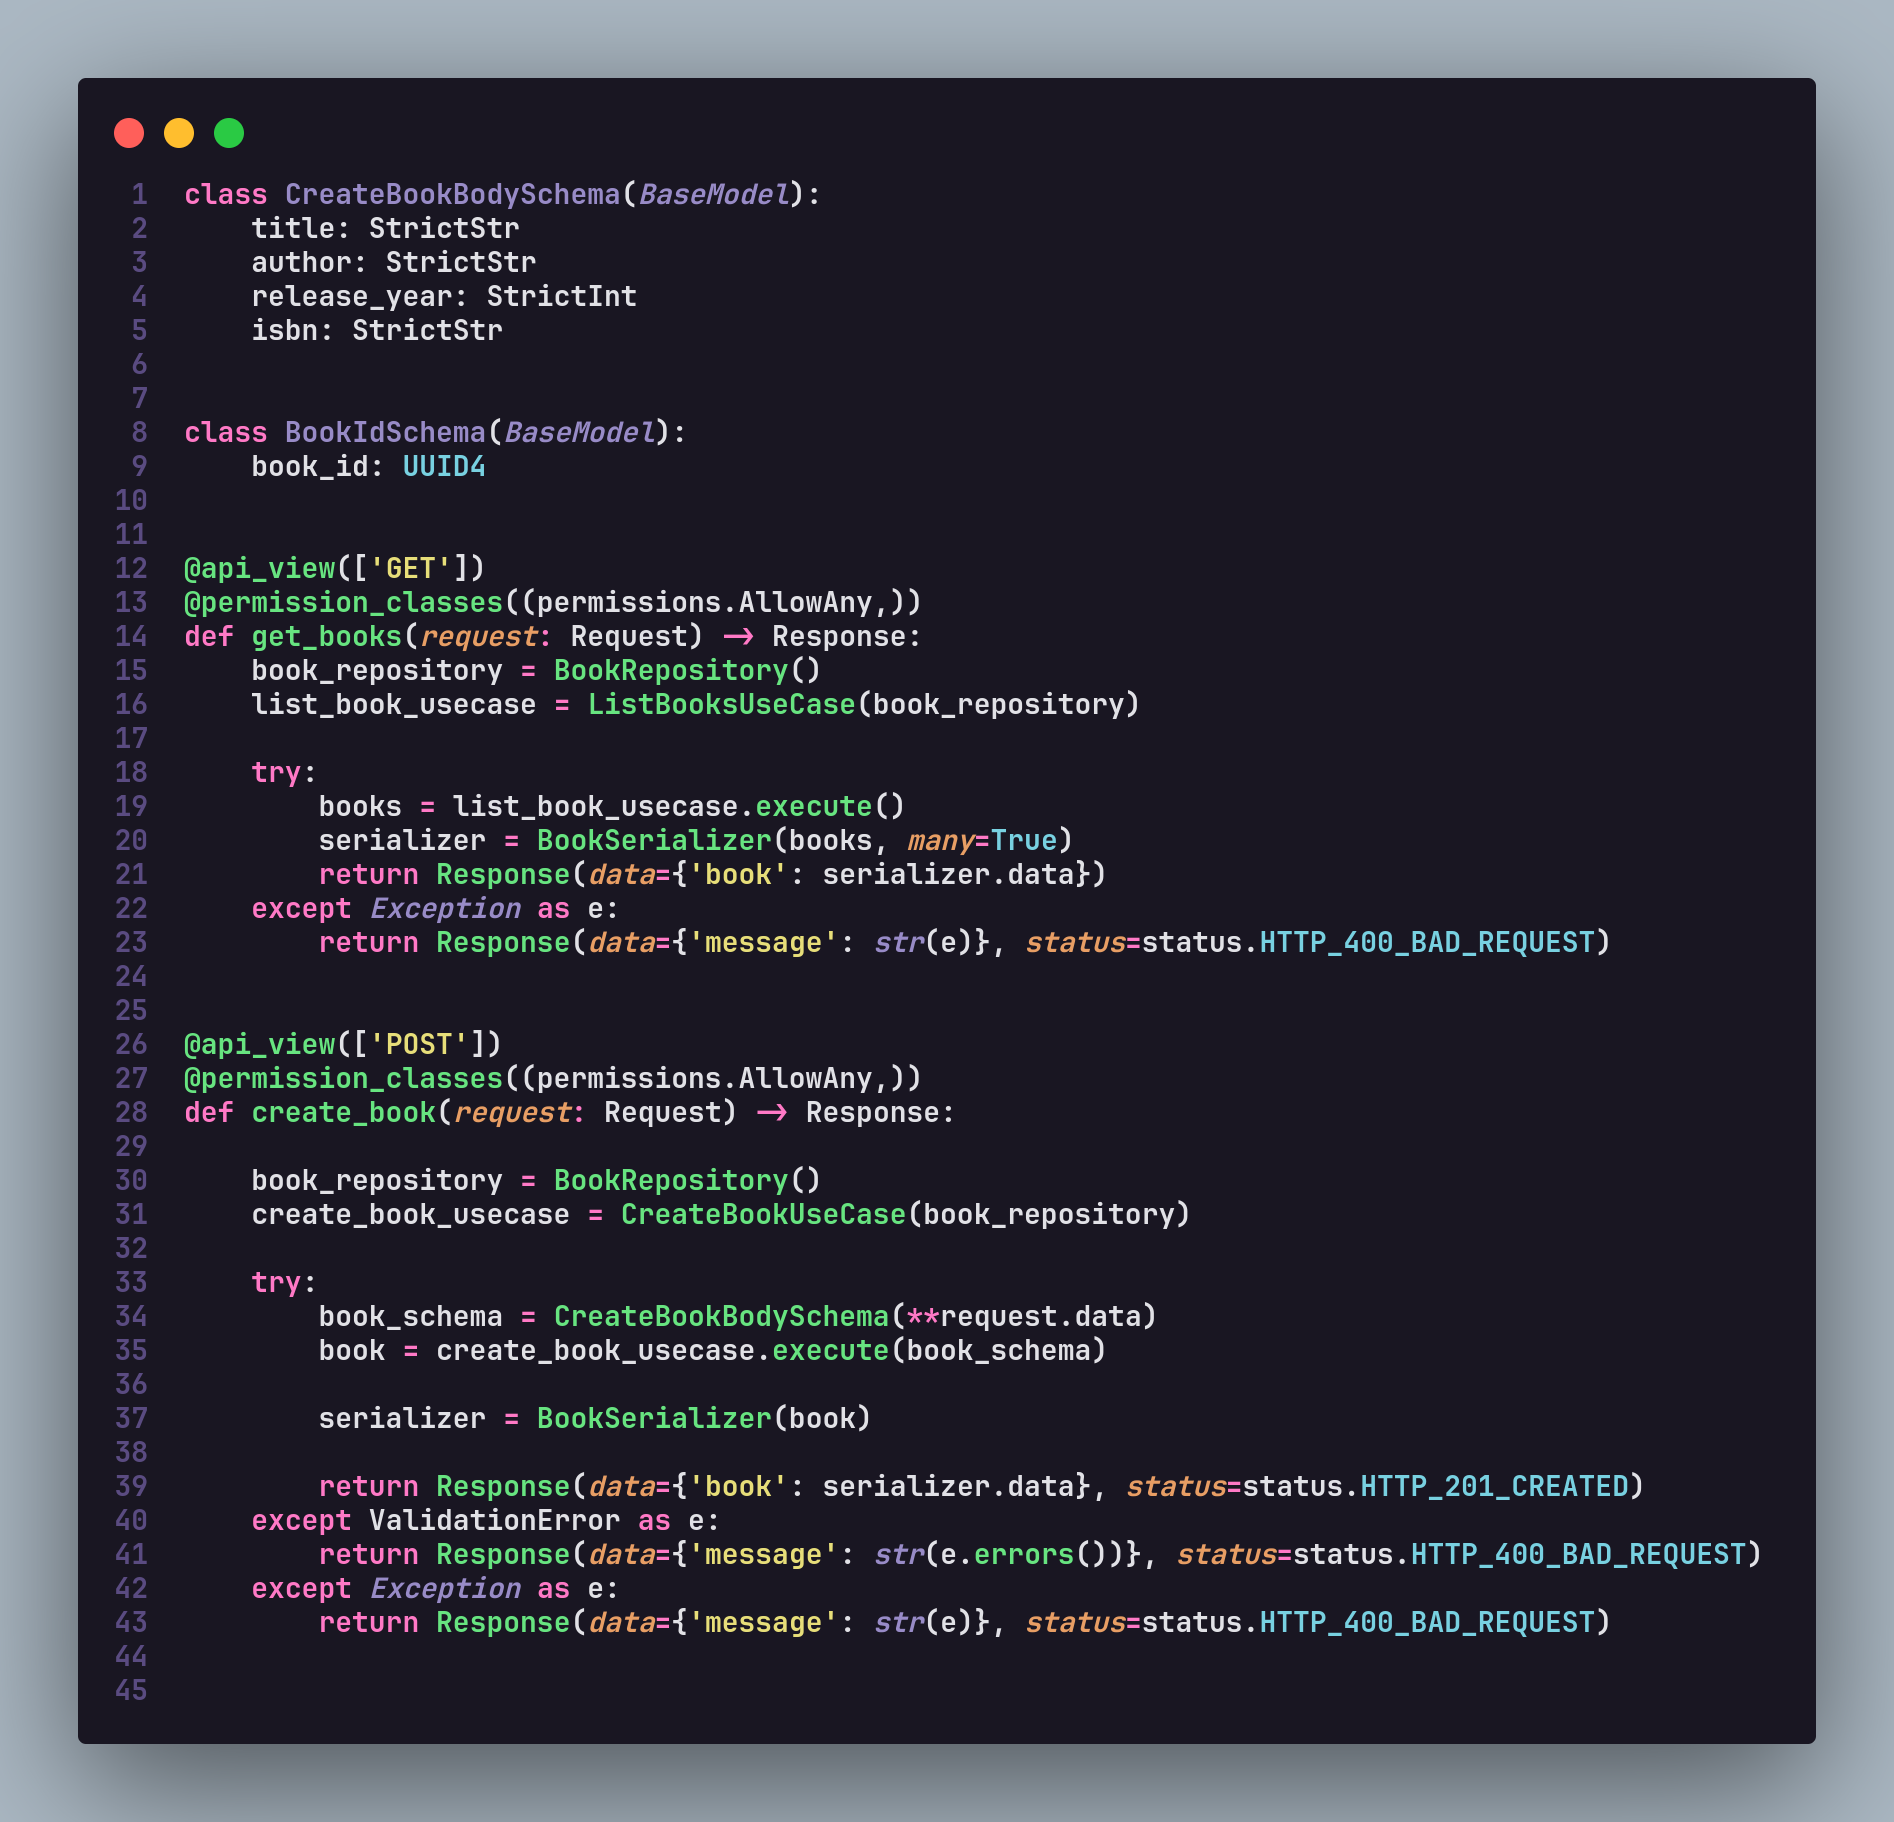 1 class CreateBookBodySchema(BaseModel):
2     title: StrictStr
3     author: StrictStr
4     release_year: StrictInt
5     isbn: StrictStr
6
7
8 class BookIdSchema(BaseModel):
9     book_id: UUID4
10
11
12 @api_view(['GET'])
13 @permission_classes((permissions.AllowAny,))
14 def get_books(request: Request) -> Response:
15     book_repository = BookRepository()
16     list_book_usecase = ListBooksUseCase(book_repository)
17
18     try:
19         books = list_book_usecase.execute()
20         serializer = BookSerializer(books, many=True)
21         return Response(data={'book': serializer.data})
22     except Exception as e:
23         return Response(data={'message': str(e)}, status=status.HTTP_400_BAD_REQUEST)
24
25
26 @api_view(['POST'])
27 @permission_classes((permissions.AllowAny,))
28 def create_book(request: Request) -> Response:
29
30     book_repository = BookRepository()
31     create_book_usecase = CreateBookUseCase(book_repository)
32
33     try:
34         book_schema = CreateBookBodySchema(**request.data)
35         book = create_book_usecase.execute(book_schema)
36
37         serializer = BookSerializer(book)
38
39         return Response(data={'book': serializer.data}, status=status.HTTP_201_CREATED)
40     except ValidationError as e:
41         return Response(data={'message': str(e.errors())}, status=status.HTTP_400_BAD_REQUEST)
42     except Exception as e:
43         return Response(data={'message': str(e)}, status=status.HTTP_400_BAD_REQUEST)
44
45